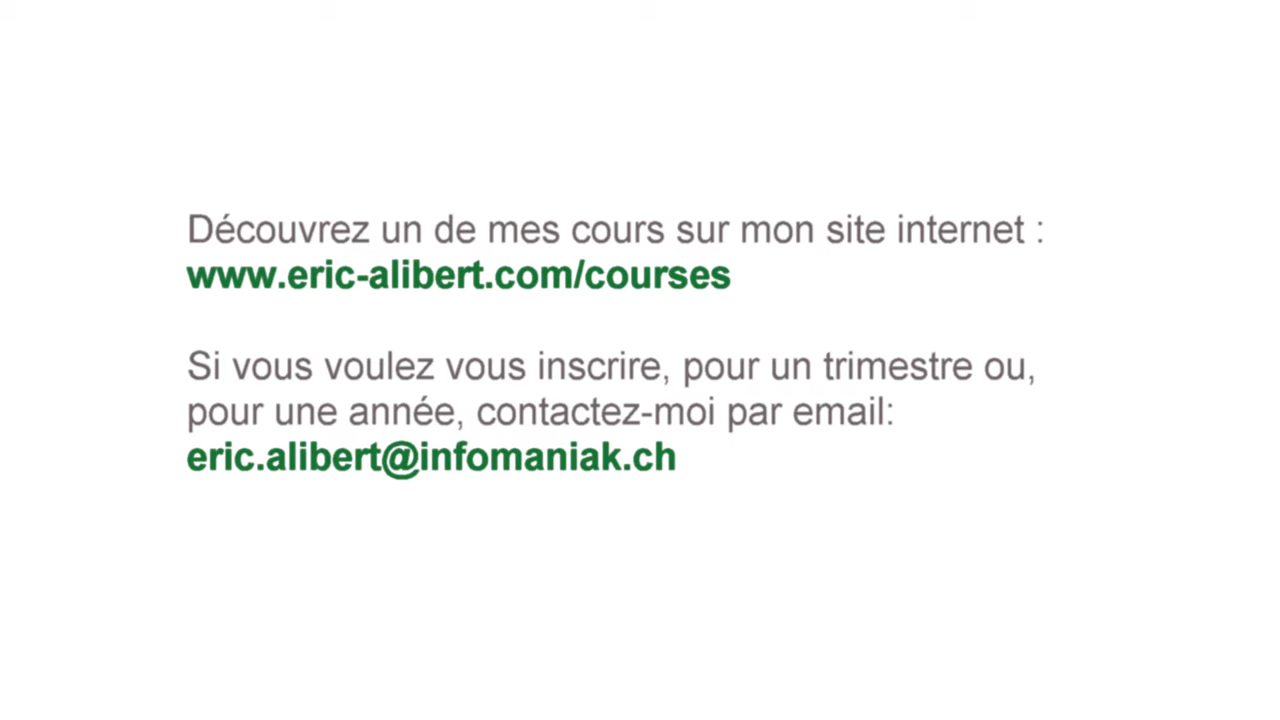 Découvrez un de mes cours sur mon site internet :
www.eric-alibert.com/courses
Si vous voulez vous inscrire, pour un trimestre ou,
pour une année, contactez-moi par email:
eric.alibert@infomaniak.ch